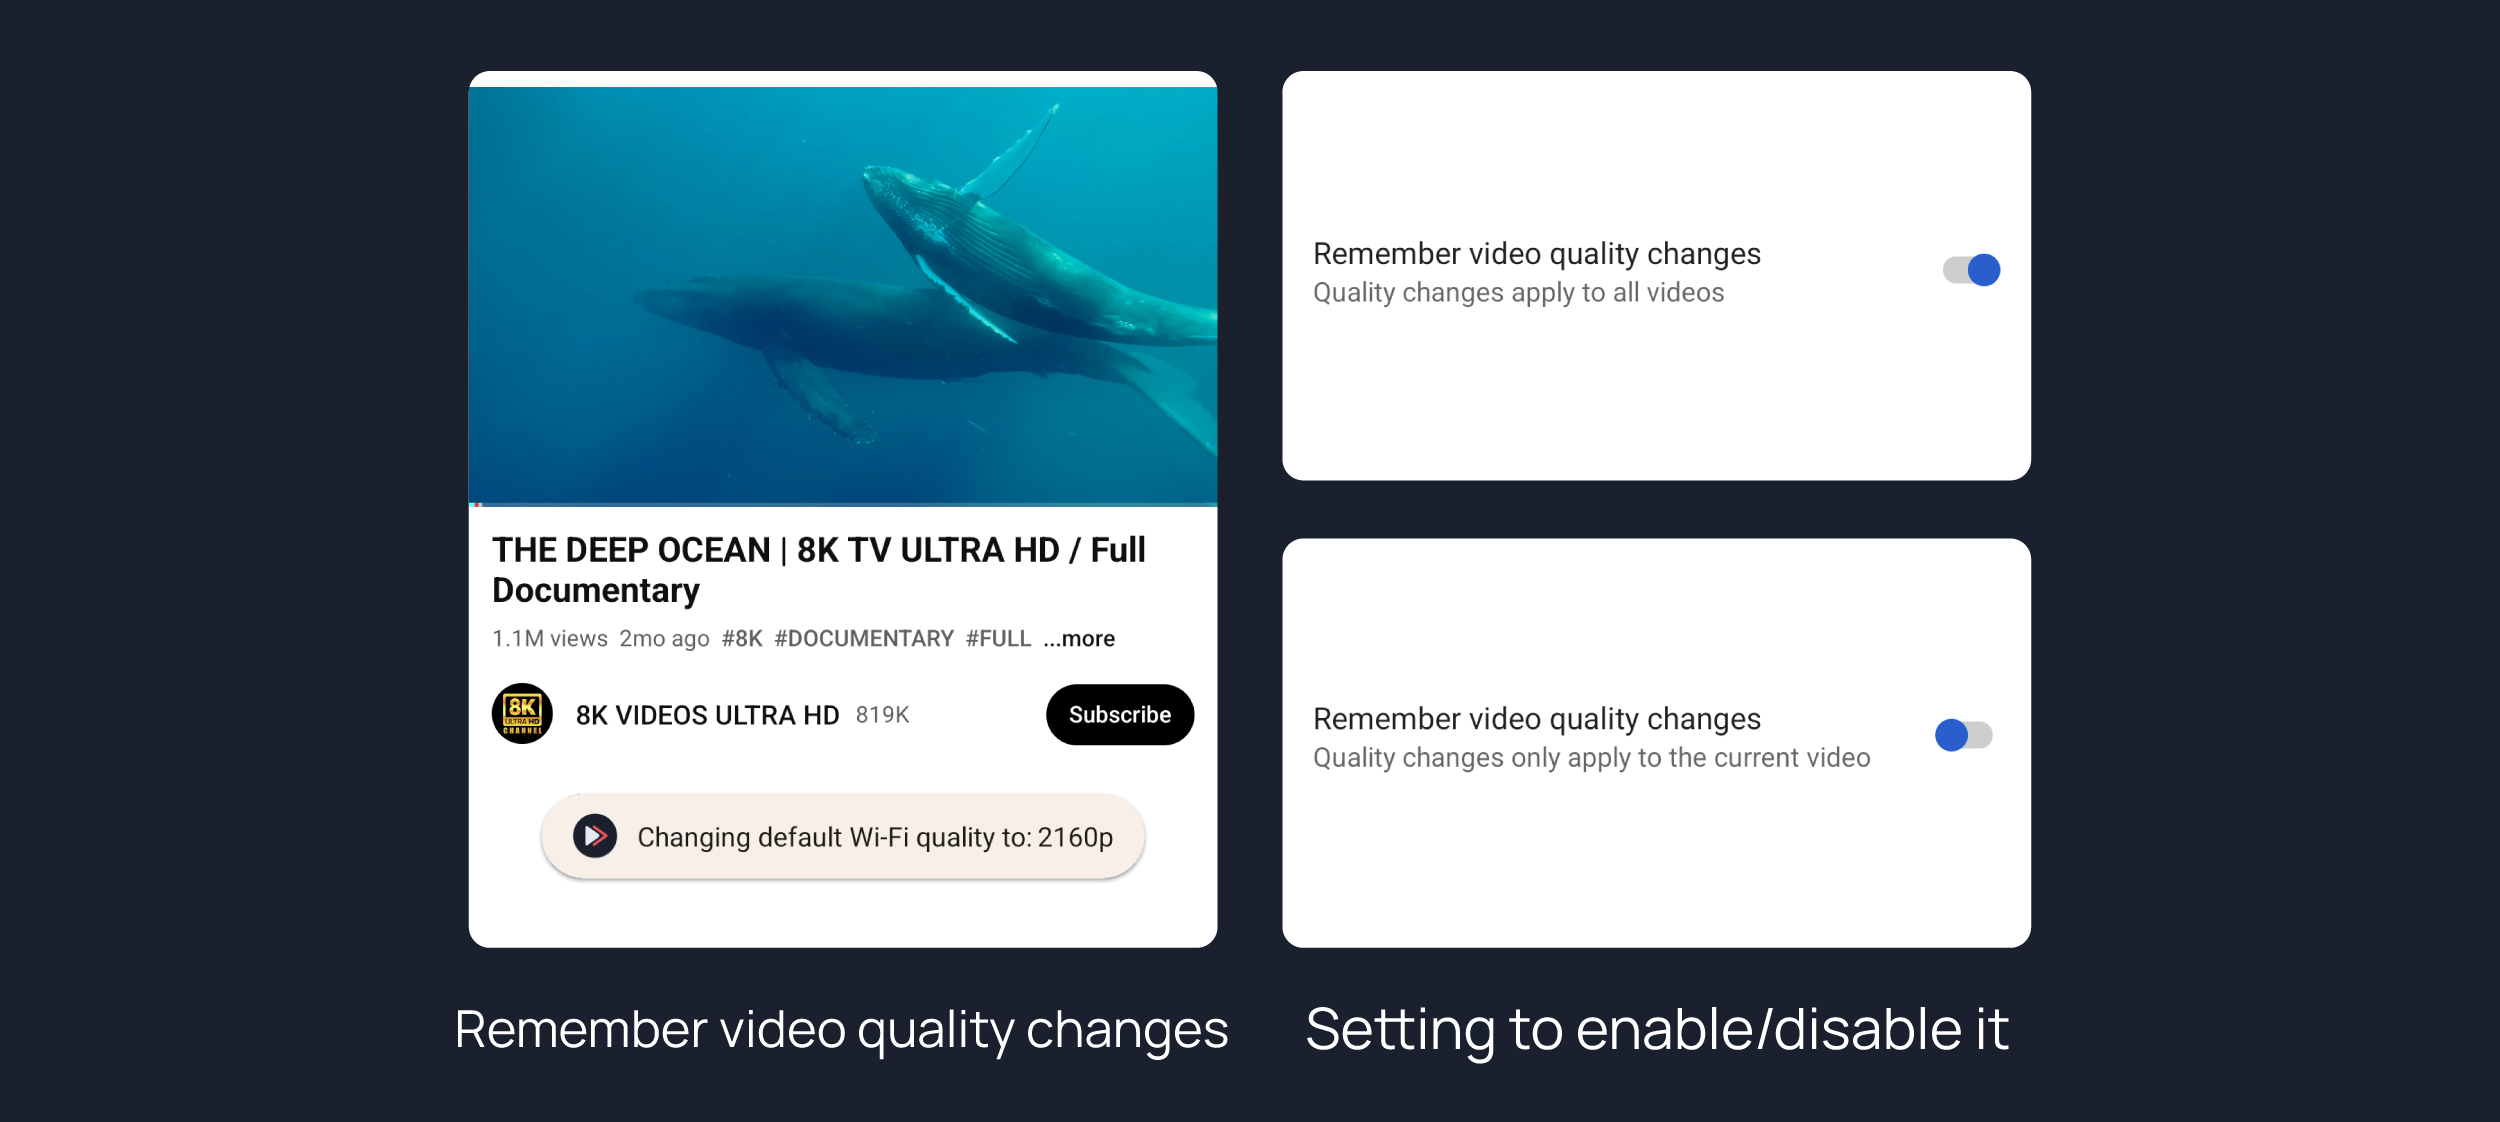 THE DEEP OCEAN | 8K TV ULTRA HD / Full
Documentary
1.1M views 2mo ago #8K #DOCUMENTARY #FULL ...more
8K
ULTRA HD
CHANNEL
8K VIDEOS ULTRA HD 819K
Subscribe
Changing default Wi-Fi quality to: 2160p
Remember video quality changes
Remember video quality changes
Quality changes apply to all videos
Remember video quality changes
Quality changes only apply to the current video
Setting to enable/disable it